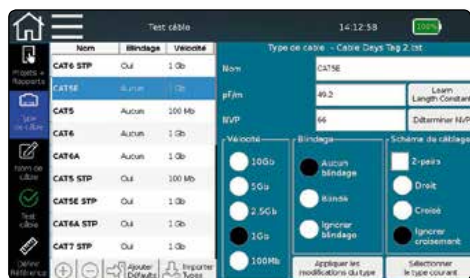 Test câble 14:12:58 100%
Projets + Rapports
Type de câble
Nom de câble
Test câble
Définir Référence
Nom Blindage Vélocité
CAT6 STP Oui 1 Gb
CAT5E Aucun 1 Gb
CAT5 Aucun 100 Mb
CAT6 Aucun 1 Gb
CAT6A Aucun 1 Gb
CAT5 STP Oui 100 Mb
CAT5E STP Oui 1 Gb
CAT6A STP Oui 1 Gb
CAT7 STP Oui 1 Gb
Ajouter Défauts
Importer Types
Type de cable - Cable Days Tag 2.tst
Nom CAT5E
pF/m 49.2 Learn Length Constant
NVP 66 Déterminer NVP
Vélocité
10Gb
5Gb
2.5Gb
1Gb
100Mb
Blindage
Aucun blindage
Blindé
Ignorer blindage
Schéma de câblage
2-pairs
Droit
Croisé
Ignorer croisement
Appliquer les modifications du type
Sélectionner le type courant